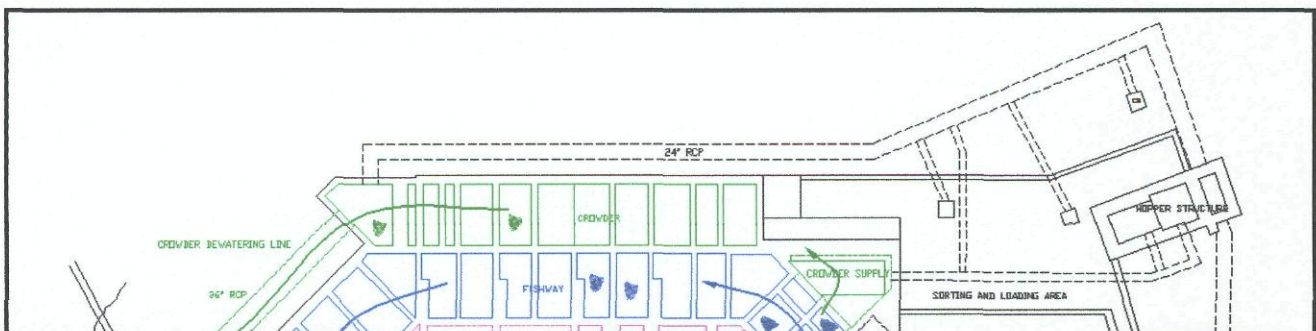 24" RCP
HOPPER STRUCTURE
CROWDER
CROWDER DEWATERING LINE
CROWDER SUPPLY
FISHWAY
36" RCP
SORTING AND LOADING AREA